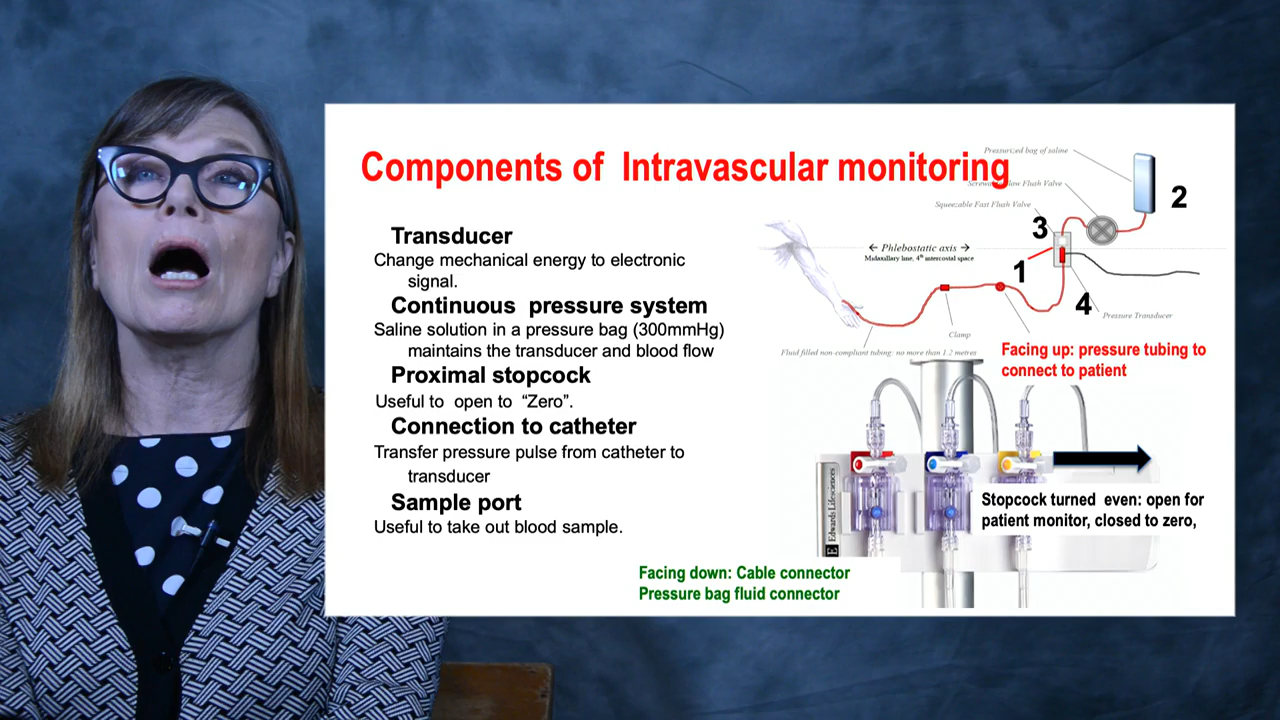 Components of Intravascular monitoring
Transducer
Change mechanical energy to electronic
signal.
Continuous pressure system
Saline solution in a pressure bag (300mmHg)
maintains the transducer and blood flow
Proximal stopcock
Useful to open to “Zero”.
Connection to catheter
Transfer pressure pulse from catheter to
transducer
Sample port
Useful to take out blood sample.
Pressurized bag of saline
Flush Valve
Squeezable Fast Flush Valve
2
3
← Phlebostatic axis →
Midaxillary line, 4th intercostal space
1
4
Pressure Transducer
Clamp
Fluid filled non-compliant tubing: no more than 1.2 metres
Facing up: pressure tubing to
connect to patient
Edwards Lifesciences
E
Stopcock turned even: open for
patient monitor, closed to zero,
Facing down: Cable connector
Pressure bag fluid connector